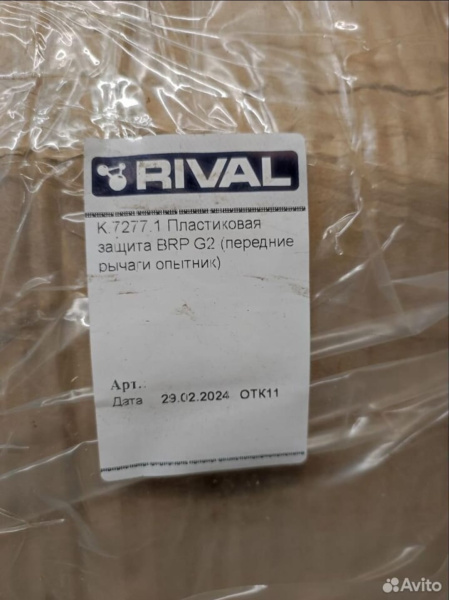 RIVAL
K.7277.1 Пластиковая
защита BRP G2 (передние
рычаги опытник)
Арт.:
Дата 29.02.2024 ОТК11
Avito